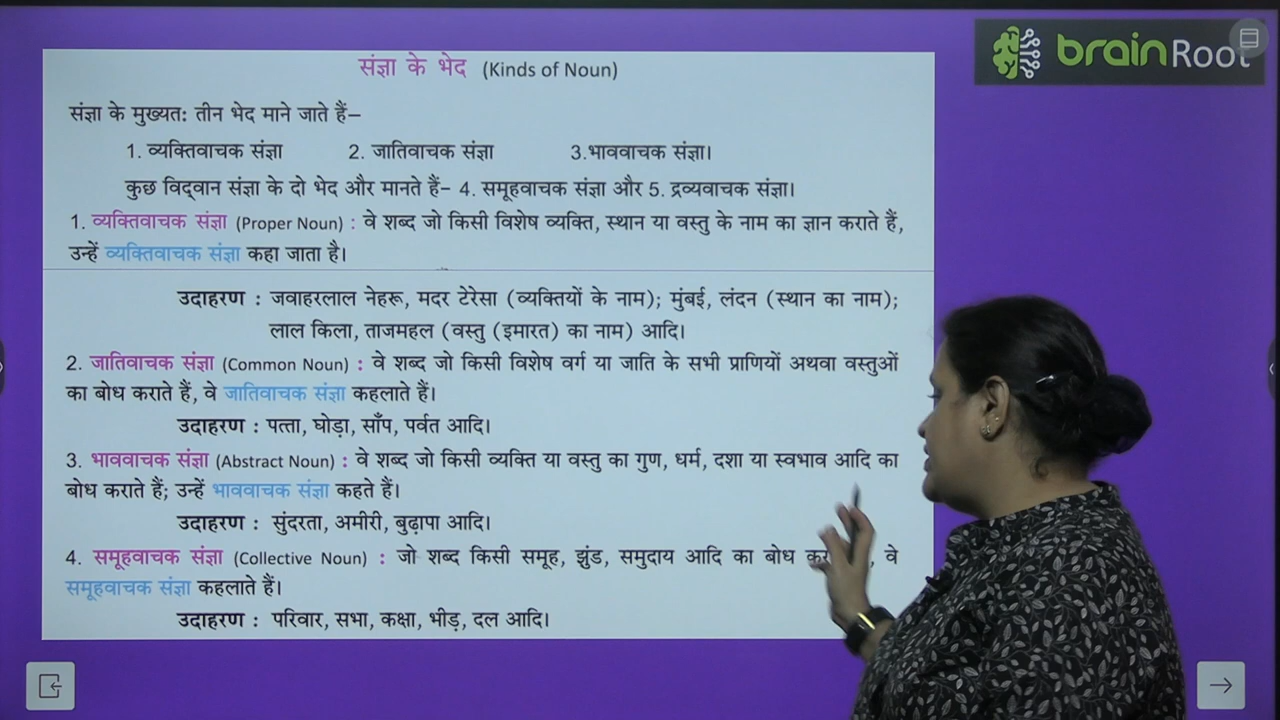 brainRoot
संज्ञा के भेद (Kinds of Noun)
संज्ञा के मुख्यत: तीन भेद माने जाते हैं–
1. व्यक्तिवाचक संज्ञा 2. जातिवाचक संज्ञा 3.भाववाचक संज्ञा।
कुछ विद्‌वान संज्ञा के दो भेद और मानते हैं– 4. समूहवाचक संज्ञा और 5. द्रव्यवाचक संज्ञा।
1. व्यक्तिवाचक संज्ञा (Proper Noun) : वे शब्द जो किसी विशेष व्यक्ति, स्थान या वस्तु के नाम का ज्ञान कराते हैं,
उन्हें व्यक्तिवाचक संज्ञा कहा जाता है।
उदाहरण : जवाहरलाल नेहरू, मदर टेरेसा (व्यक्तियों के नाम); मुंबई, लंदन (स्थान का नाम);
लाल किला, ताजमहल (वस्तु (इमारत) का नाम) आदि।
2. जातिवाचक संज्ञा (Common Noun) : वे शब्द जो किसी विशेष वर्ग या जाति के सभी प्राणियों अथवा वस्तुओं
का बोध कराते हैं, वे जातिवाचक संज्ञा कहलाते हैं।
उदाहरण : पत्ता, घोड़ा, साँप, पर्वत आदि।
3. भाववाचक संज्ञा (Abstract Noun) : वे शब्द जो किसी व्यक्ति या वस्तु का गुण, धर्म, दशा या स्वभाव आदि का
बोध कराते हैं; उन्हें भाववाचक संज्ञा कहते हैं।
उदाहरण : सुंदरता, अमीरी, बुढ़ापा आदि।
4. समूहवाचक संज्ञा (Collective Noun) : जो शब्द किसी समूह, झुंड, समुदाय आदि का बोध , वे
समूहवाचक संज्ञा कहलाते हैं।
उदाहरण : परिवार, सभा, कक्षा, भीड़, दल आदि।